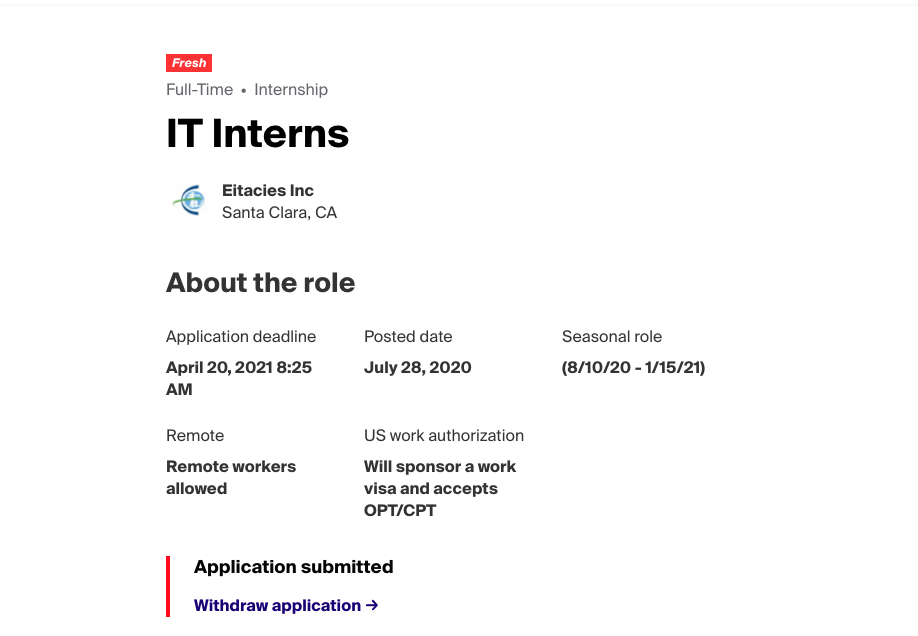 Fresh
Full-Time • Internship
IT Interns
Eitacies Inc
Santa Clara, CA
About the role
Application deadline
April 20, 2021 8:25
AM
Posted date
July 28, 2020
Seasonal role
(8/10/20 - 1/15/21)
Remote
Remote workers
allowed
US work authorization
Will sponsor a work
visa and accepts
OPT/CPT
Application submitted
Withdraw application →